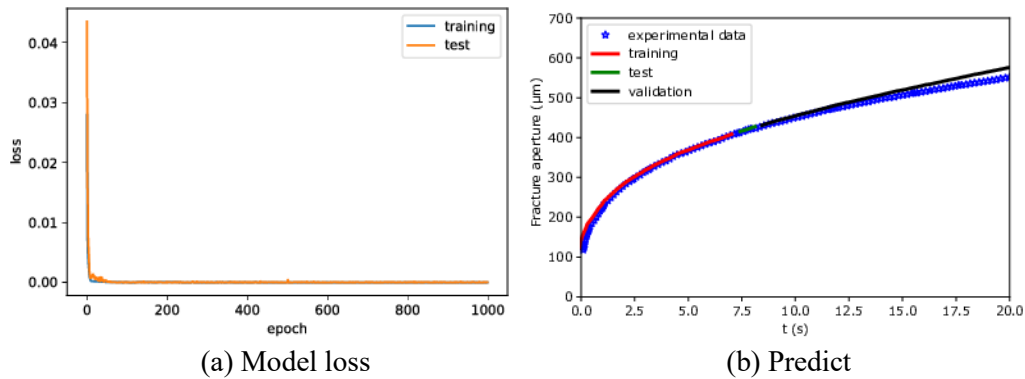 training
test
0.04
0.03
0.02
0.01
0.00
loss
0
200
400
600
800
1000
epoch
(a) Model loss
experimental data
training
test
validation
700
600
500
400
300
200
100
0
Fracture aperture (μm)
0.0
2.5
5.0
7.5
10.0
12.5
15.0
17.5
20.0
t (s)
(b) Predict